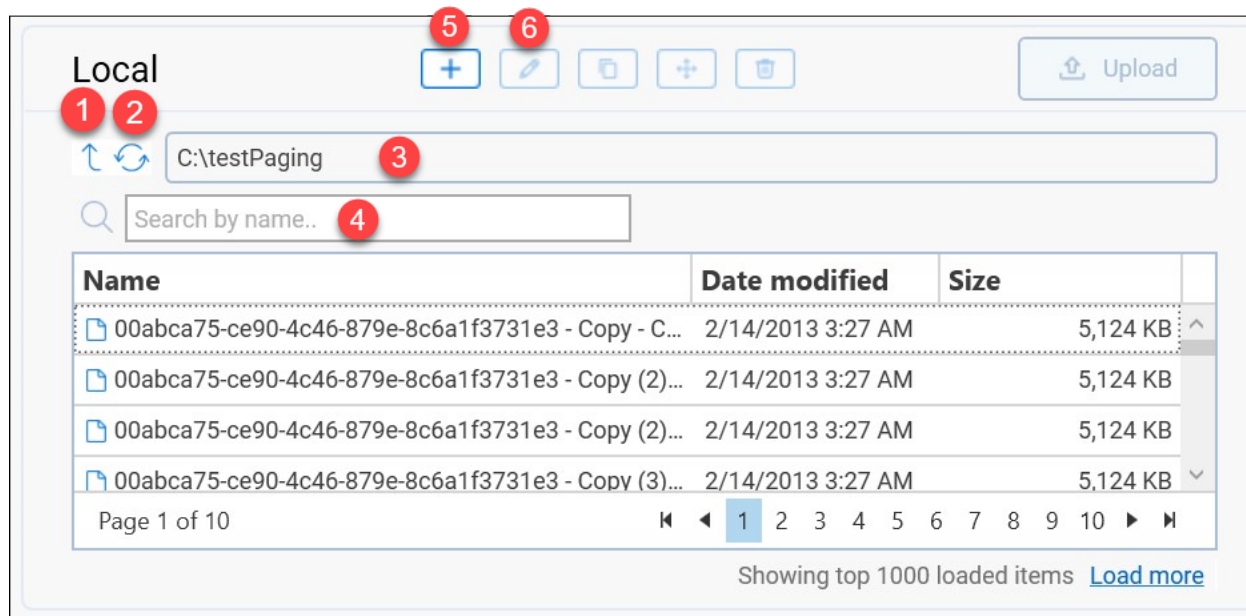 5 6
Local
Upload
1 2
C:\testPaging 3
Search by name.. 4
Name Date modified Size
00abca75-ce90-4c46-879e-8c6a1f3731e3 - Copy - C... 2/14/2013 3:27 AM 5,124 KB
00abca75-ce90-4c46-879e-8c6a1f3731e3 - Copy (2)... 2/14/2013 3:27 AM 5,124 KB
00abca75-ce90-4c46-879e-8c6a1f3731e3 - Copy (2)... 2/14/2013 3:27 AM 5,124 KB
00abca75-ce90-4c46-879e-8c6a1f3731e3 - Copy (3)... 2/14/2013 3:27 AM 5,124 KB
Page 1 of 10 1 2 3 4 5 6 7 8 9 10
Showing top 1000 loaded items Load more